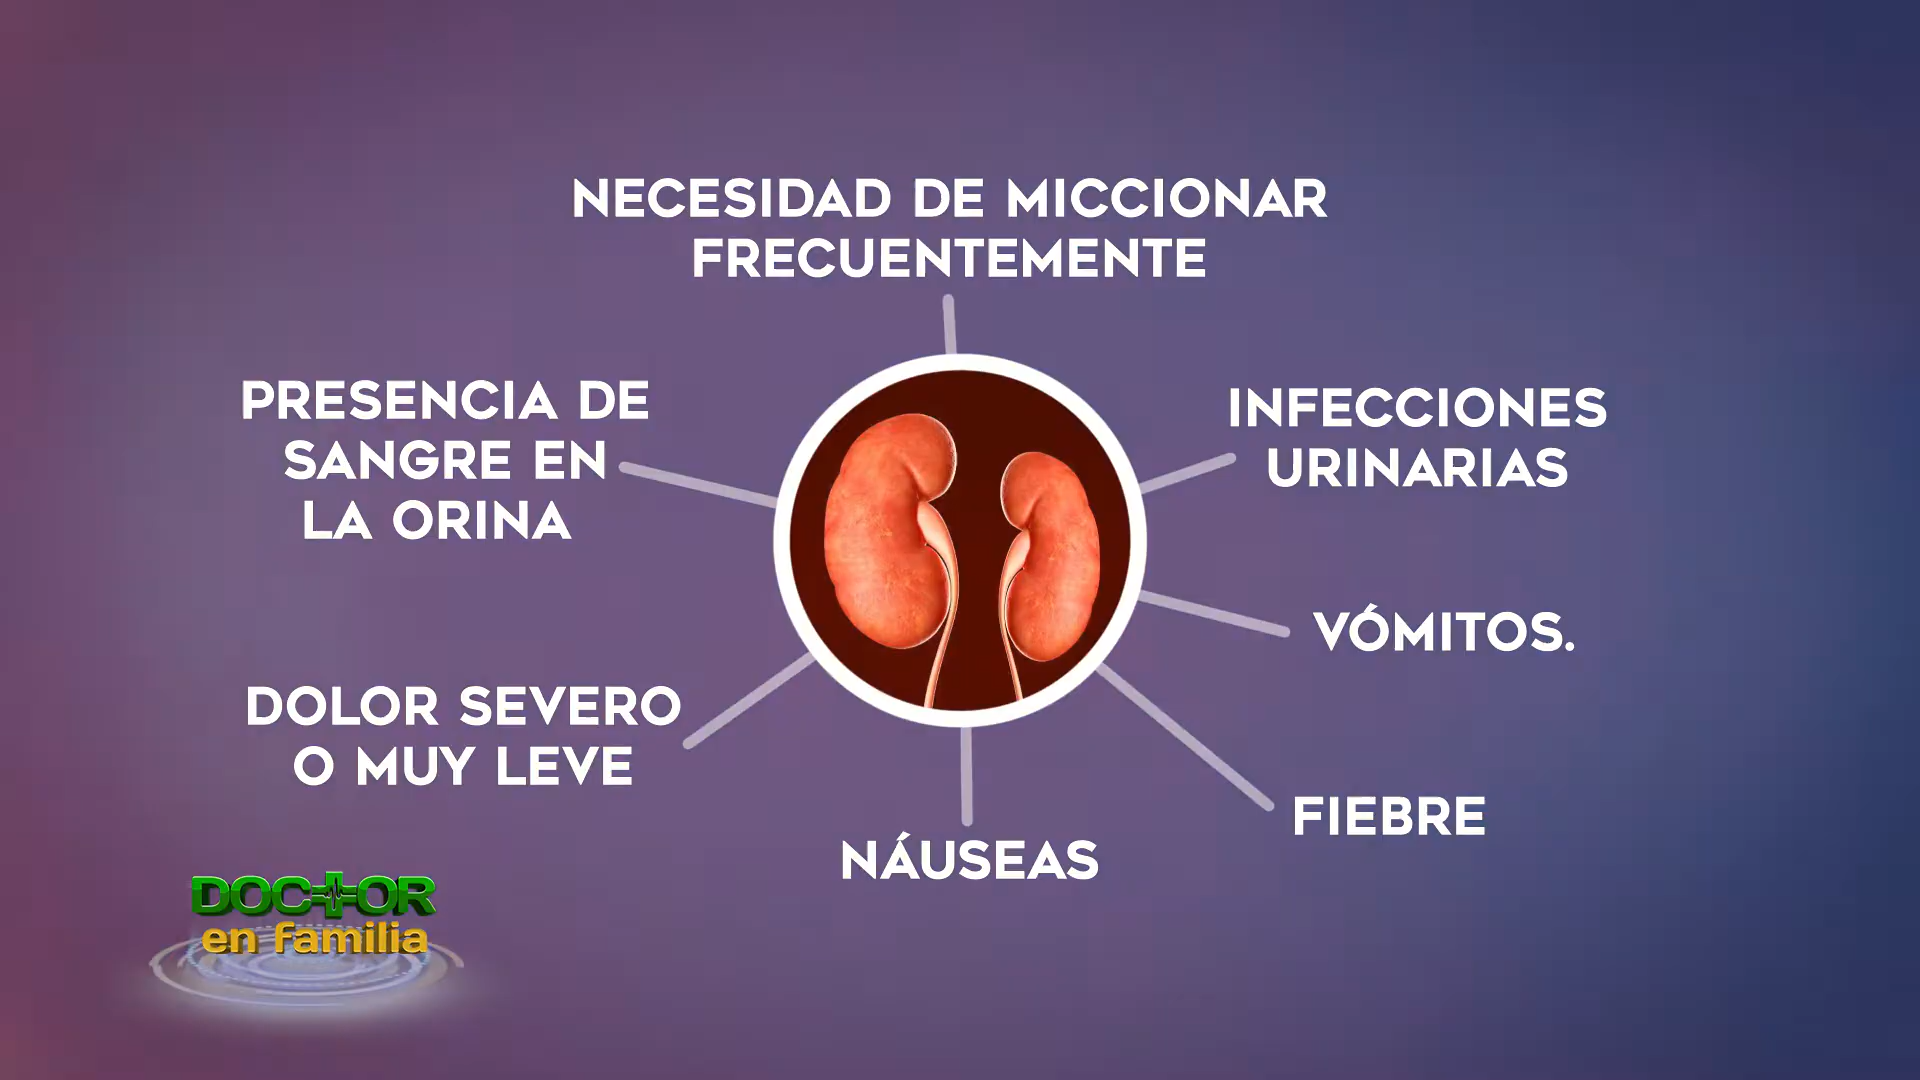 NECESIDAD DE MICCIONAR
FRECUENTEMENTE
PRESENCIA DE
SANGRE EN
LA ORINA
INFECCIONES
URINARIAS
VÓMITOS.
DOLOR SEVERO
O MUY LEVE
FIEBRE
NÁUSEAS
DOCTOR
en familia